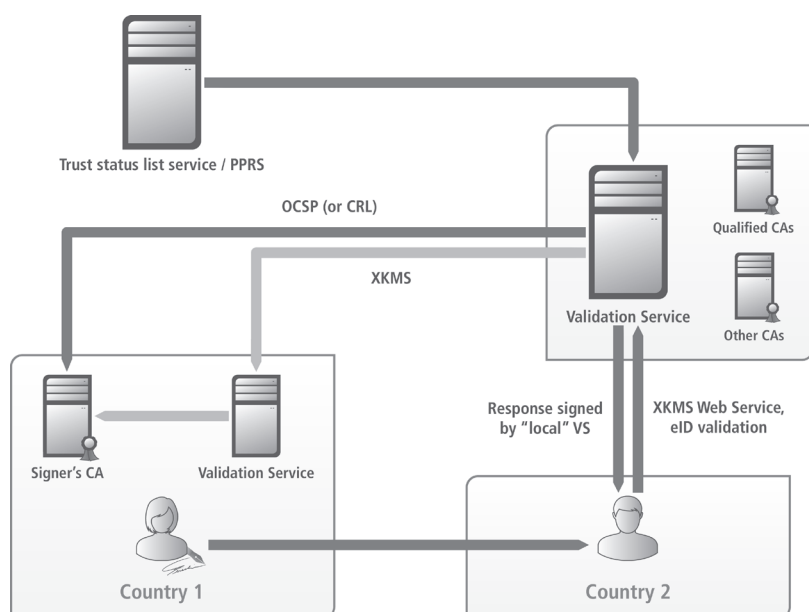 Trust status list service / PPRS
OCSP (or CRL)
Qualified CAs
XKMS
Validation Service
Other CAs
Response signed
by “local” VS
XKMS Web Service,
eID validation
Signer’s CA
Validation Service
Country 1
Country 2